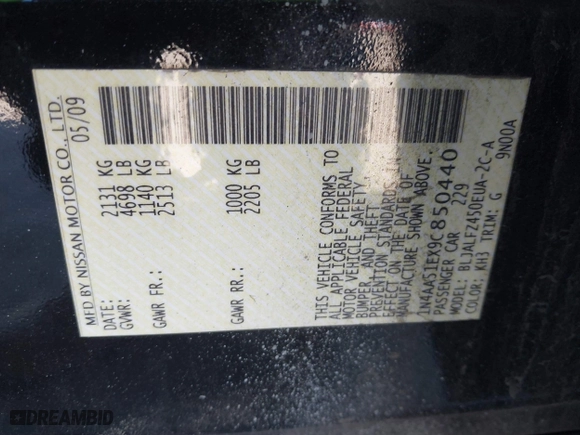 MFD BY NISSAN MOTOR CO., LTD.
05/09
GVWR: 2131 KG
4698 LB
GAWR FR.: 1140 KG
2513 LB
GAWR RR.: 1000 KG
2205 LB
THIS VEHICLE CONFORMS TO
ALL APPLICABLE FEDERAL
MOTOR VEHICLE SAFETY,
BUMPER, AND THEFT
PREVENTION STANDARDS IN
EFFECT ON THE DATE OF
MANUFACTURE SHOWN ABOVE.
1N4AA51EX9C850440
PASSENGER CAR 229
MODEL: BLJALFZ450EUA-2C-A
COLOR: KH3 TRIM: G 9N00A
DREAMBID